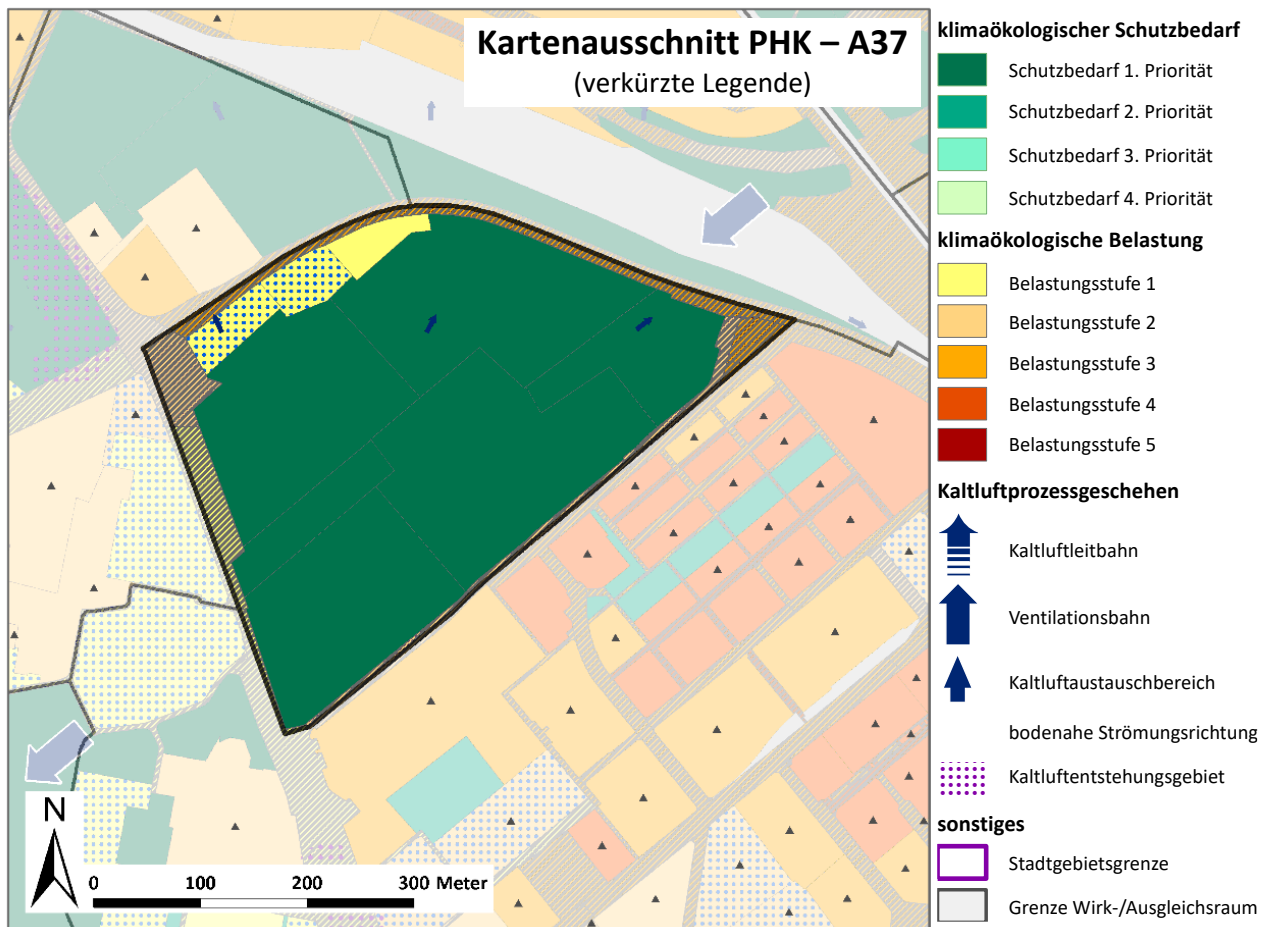 Kartenausschnitt PHK – A37
(verkürzte Legende)
klimaökologischer Schutzbedarf
Schutzbedarf 1. Priorität
Schutzbedarf 2. Priorität
Schutzbedarf 3. Priorität
Schutzbedarf 4. Priorität
klimaökologische Belastung
Belastungsstufe 1
Belastungsstufe 2
Belastungsstufe 3
Belastungsstufe 4
Belastungsstufe 5
Kaltluftprozessgeschehen
Kaltluftleitbahn
Ventilationsbahn
Kaltluftaustauschbereich
bodenahe Strömungsrichtung
Kaltluftentstehungsgebiet
sonstiges
Stadtgebietsgrenze
Grenze Wirk-/Ausgleichsraum
N
0 100 200 300 Meter